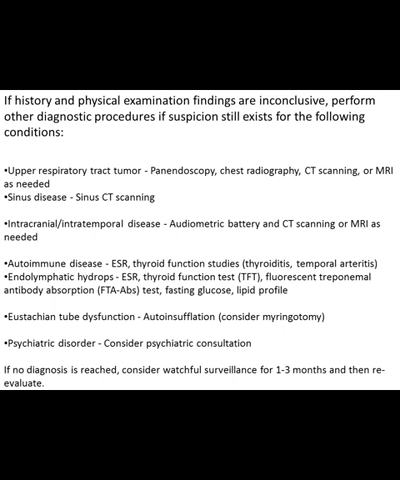 If history and physical examination findings are inconclusive, perform
other diagnostic procedures if suspicion still exists for the following
conditions:
•Upper respiratory tract tumor - Panendoscopy, chest radiography, CT scanning, or MRI
as needed
•Sinus disease - Sinus CT scanning
•Intracranial/intratemporal disease - Audiometric battery and CT scanning or MRI as
needed
•Autoimmune disease - ESR, thyroid function studies (thyroiditis, temporal arteritis)
•Endolymphatic hydrops - ESR, thyroid function test (TFT), fluorescent treponemal
antibody absorption (FTA-Abs) test, fasting glucose, lipid profile
•Eustachian tube dysfunction - Autoinsufflation (consider myringotomy)
•Psychiatric disorder - Consider psychiatric consultation
If no diagnosis is reached, consider watchful surveillance for 1-3 months and then re-
evaluate.